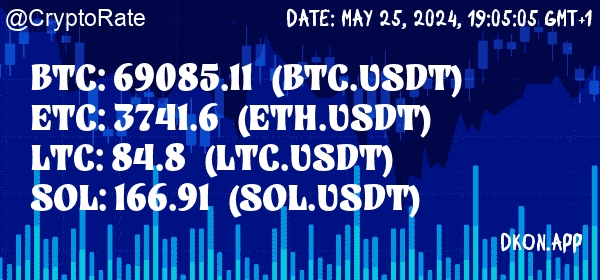 @CryptoRate
DATE: MAY 25, 2024, 19:05:05 GMT+1
BTC: 69085.11 (BTC.USDT)
ETC: 3741.6 (ETH.USDT)
LTC: 84.8 (LTC.USDT)
SOL: 166.91 (SOL.USDT)
DKON.APP